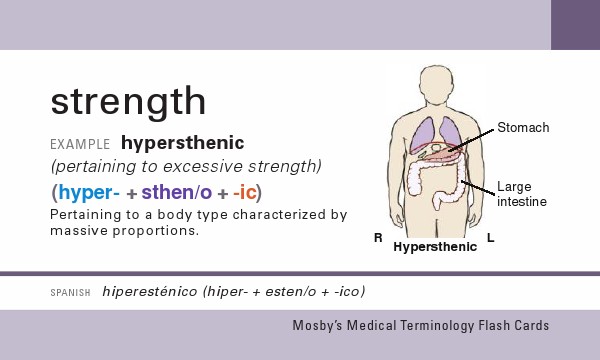 strength
EXAMPLE hypersthenic
(pertaining to excessive strength)
(hyper- + sthen/o + -ic)
Pertaining to a body type characterized by
massive proportions.
Stomach
Large
intestine
R
L
Hypersthenic
SPANISH hiperesténico (hiper- + esten/o + -ico)
Mosby's Medical Terminology Flash Cards